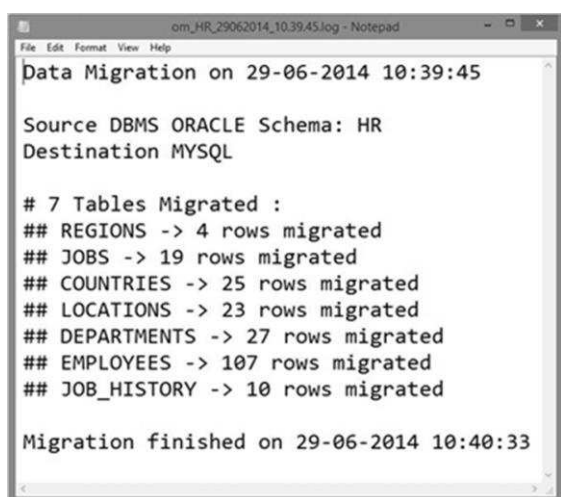 om_HR_29062014_10.39.45.log - Notepad
File Edit Format View Help
Data Migration on 29-06-2014 10:39:45
Source DBMS ORACLE Schema: HR
Destination MYSQL
# 7 Tables Migrated :
## REGIONS -> 4 rows migrated
## JOBS -> 19 rows migrated
## COUNTRIES -> 25 rows migrated
## LOCATIONS -> 23 rows migrated
## DEPARTMENTS -> 27 rows migrated
## EMPLOYEES -> 107 rows migrated
## JOB_HISTORY -> 10 rows migrated
Migration finished on 29-06-2014 10:40:33